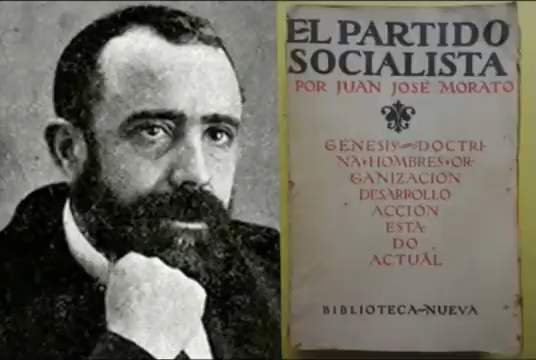 EL PARTIDO
SOCIALISTA
POR JUAN JOSÉ MORATO
GÉNESIS-DOCTRI-
NA·HOMBRES·OR-
GANIZACIÓN
DESARROLLO
ACCIÓN
ESTA-
DO
ACTUAL
BIBLIOTECA-NUEVA